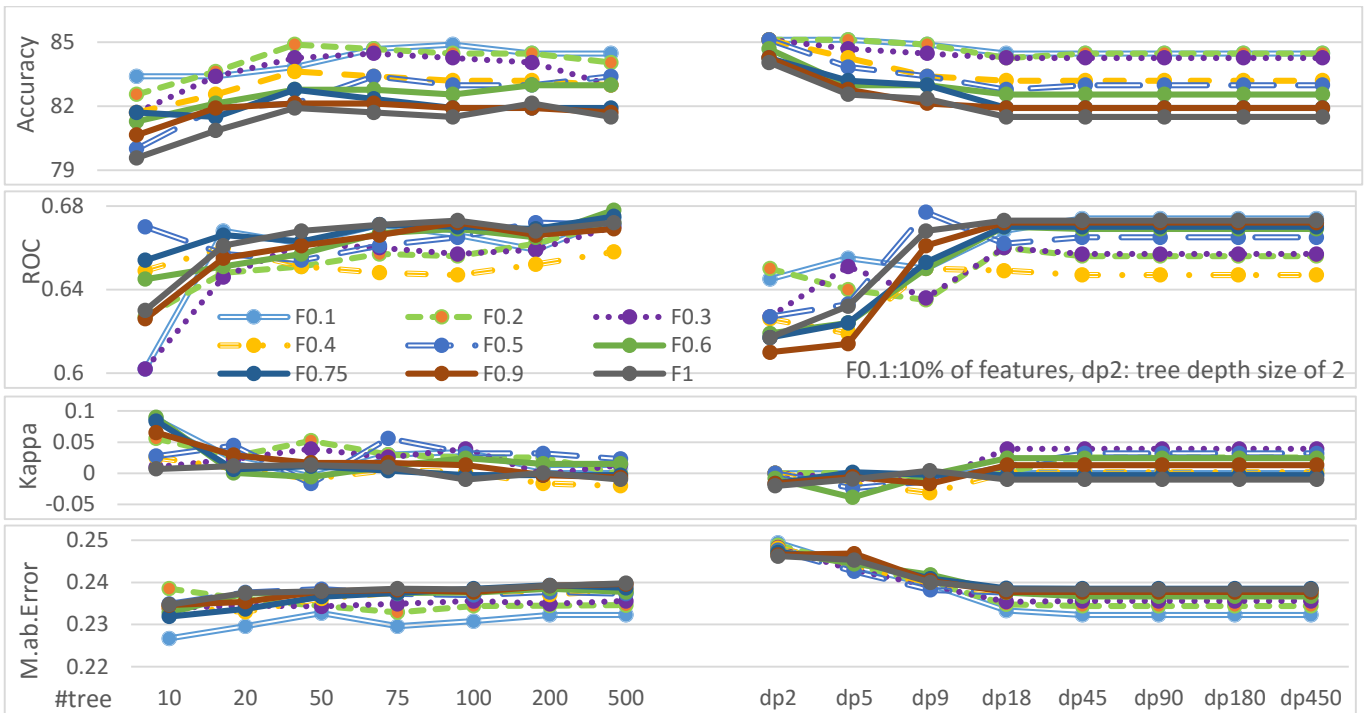 Accuracy
85
82
79
ROC
0.68
0.64
0.6
F0.1 F0.2 F0.3
F0.4 F0.5 F0.6
F0.75 F0.9 F1
F0.1:10% of features, dp2: tree depth size of 2
Kappa
0.1
0.05
0
-0.05
M.ab.Error
0.25
0.24
0.23
0.22
#tree 10 20 50 75 100 200 500 dp2 dp5 dp9 dp18 dp45 dp90 dp180 dp450